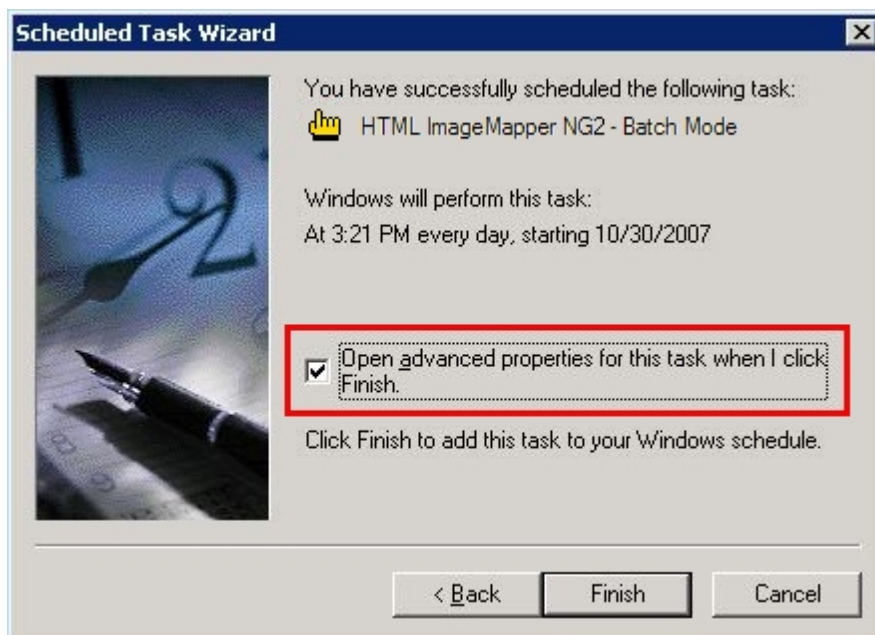 Scheduled Task Wizard
You have successfully scheduled the following task:
HTML ImageMapper NG2 - Batch Mode
Windows will perform this task:
At 3:21 PM every day, starting 10/30/2007
Open advanced properties for this task when I click
Finish.
Click Finish to add this task to your Windows schedule.
< Back
Finish
Cancel